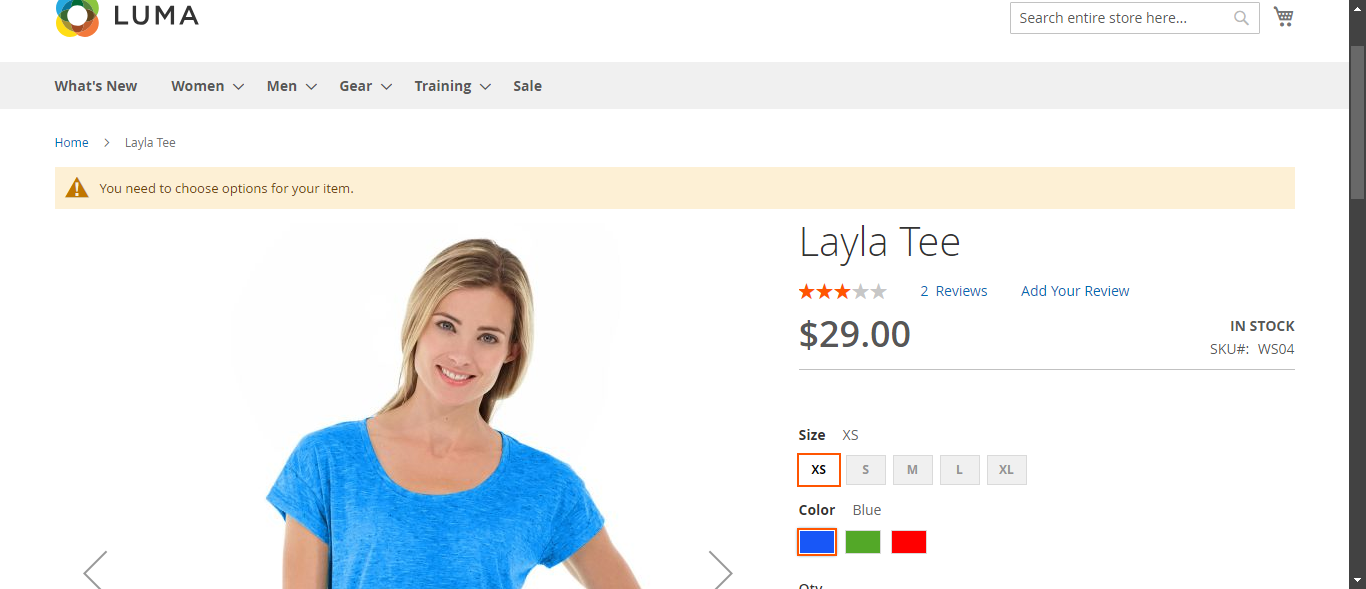 LUMA
Search entire store here...
What's New Women Men Gear Training Sale
Home Layla Tee
You need to choose options for your item.
Layla Tee
2 Reviews Add Your Review
$29.00
IN STOCK
SKU#: WS04
Size XS
XS S M L XL
Color Blue
Qty